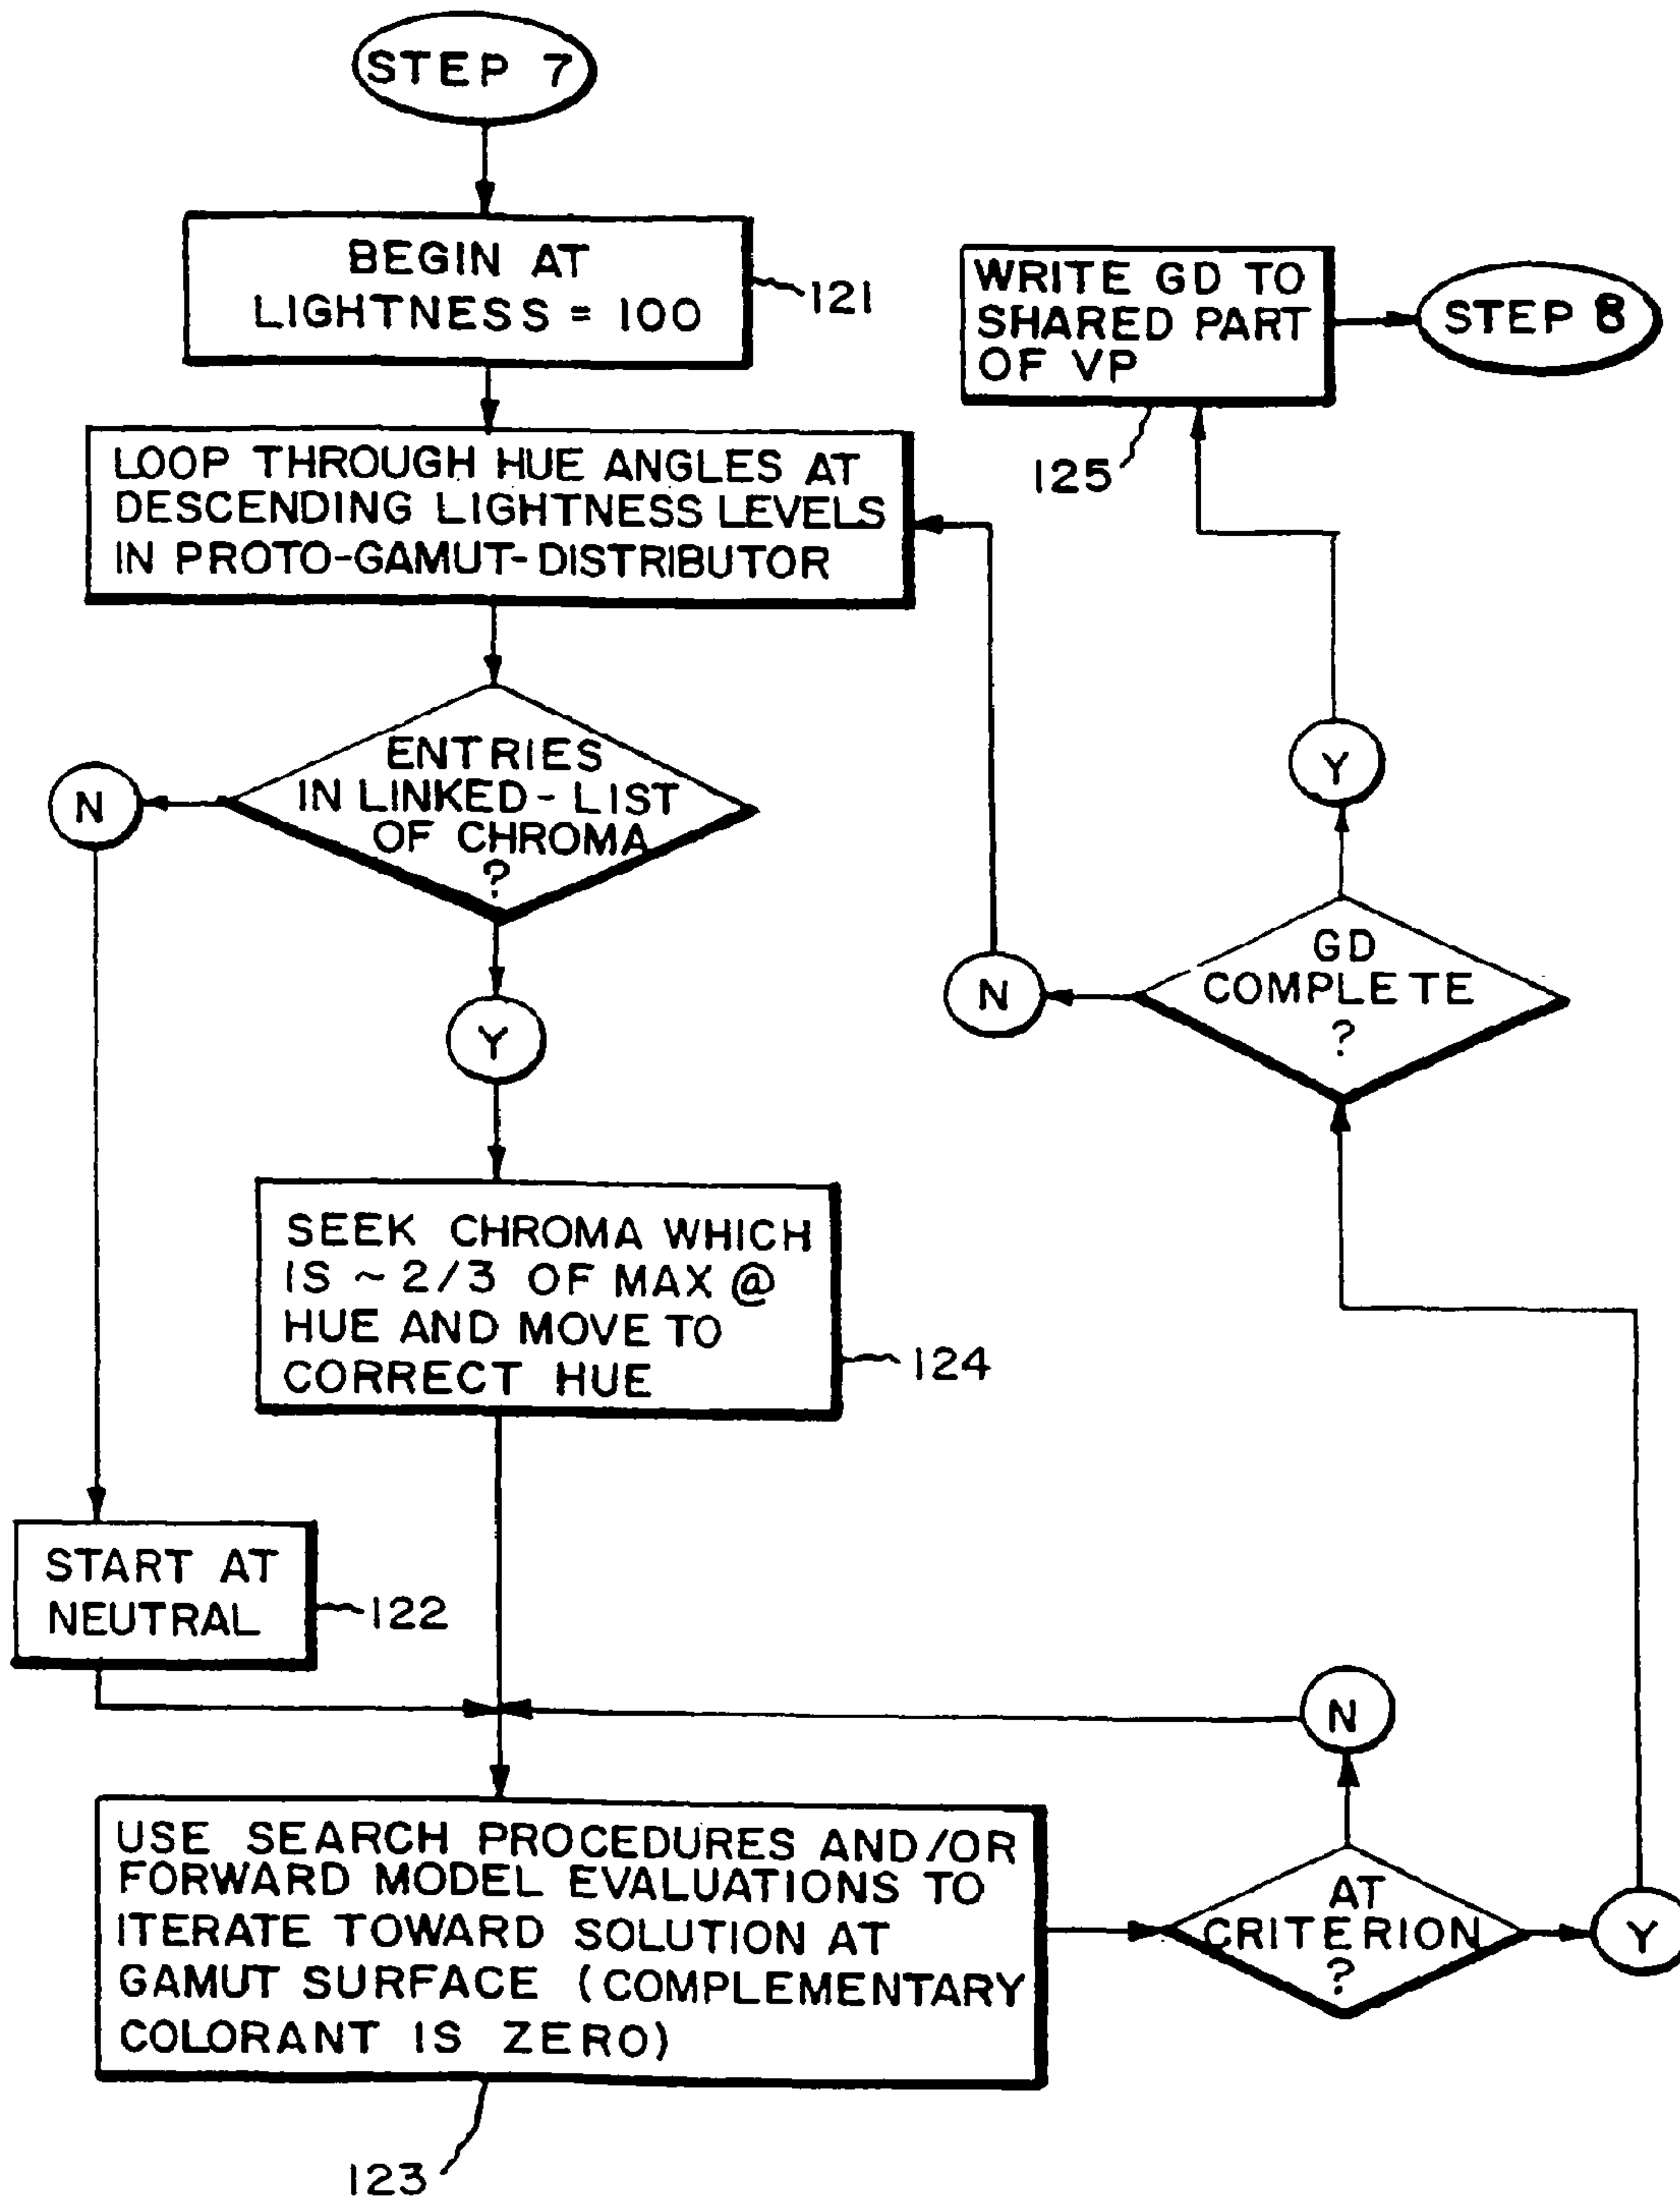 STEP 7
BEGIN AT
LIGHTNESS = 100
121
LOOP THROUGH HUE ANGLES AT
DESCENDING LIGHTNESS LEVELS
IN PROTO-GAMUT-DISTRIBUTOR
ENTRIES
IN LINKED-LIST
OF CHROMA
?
N
Y
SEEK CHROMA WHICH
IS ~ 2/3 OF MAX @
HUE AND MOVE TO
CORRECT HUE
124
START AT
NEUTRAL
122
USE SEARCH PROCEDURES AND/OR
FORWARD MODEL EVALUATIONS TO
ITERATE TOWARD SOLUTION AT
GAMUT SURFACE (COMPLEMENTARY
COLORANT IS ZERO)
123
AT
CRITERION
?
N
Y
GD
COMPLETE
?
N
Y
WRITE GD TO
SHARED PART
OF VP
125
STEP 8